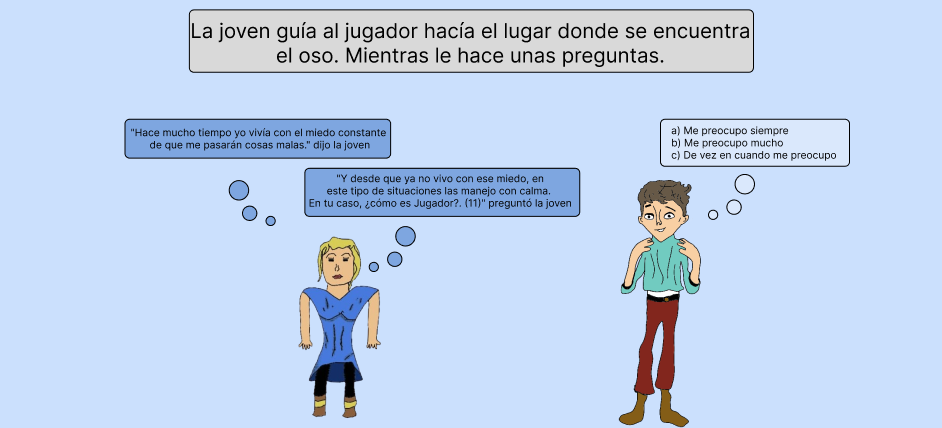 La joven guía al jugador hacía el lugar donde se encuentra
el oso. Mientras le hace unas preguntas.
"Hace mucho tiempo yo vivía con el miedo constante
de que me pasarán cosas malas." dijo la joven
"Y desde que ya no vivo con ese miedo, en
este tipo de situaciones las manejo con calma.
En tu caso, ¿cómo es Jugador?. (11)" preguntó la joven
a) Me preocupo siempre
b) Me preocupo mucho
c) De vez en cuando me preocupo